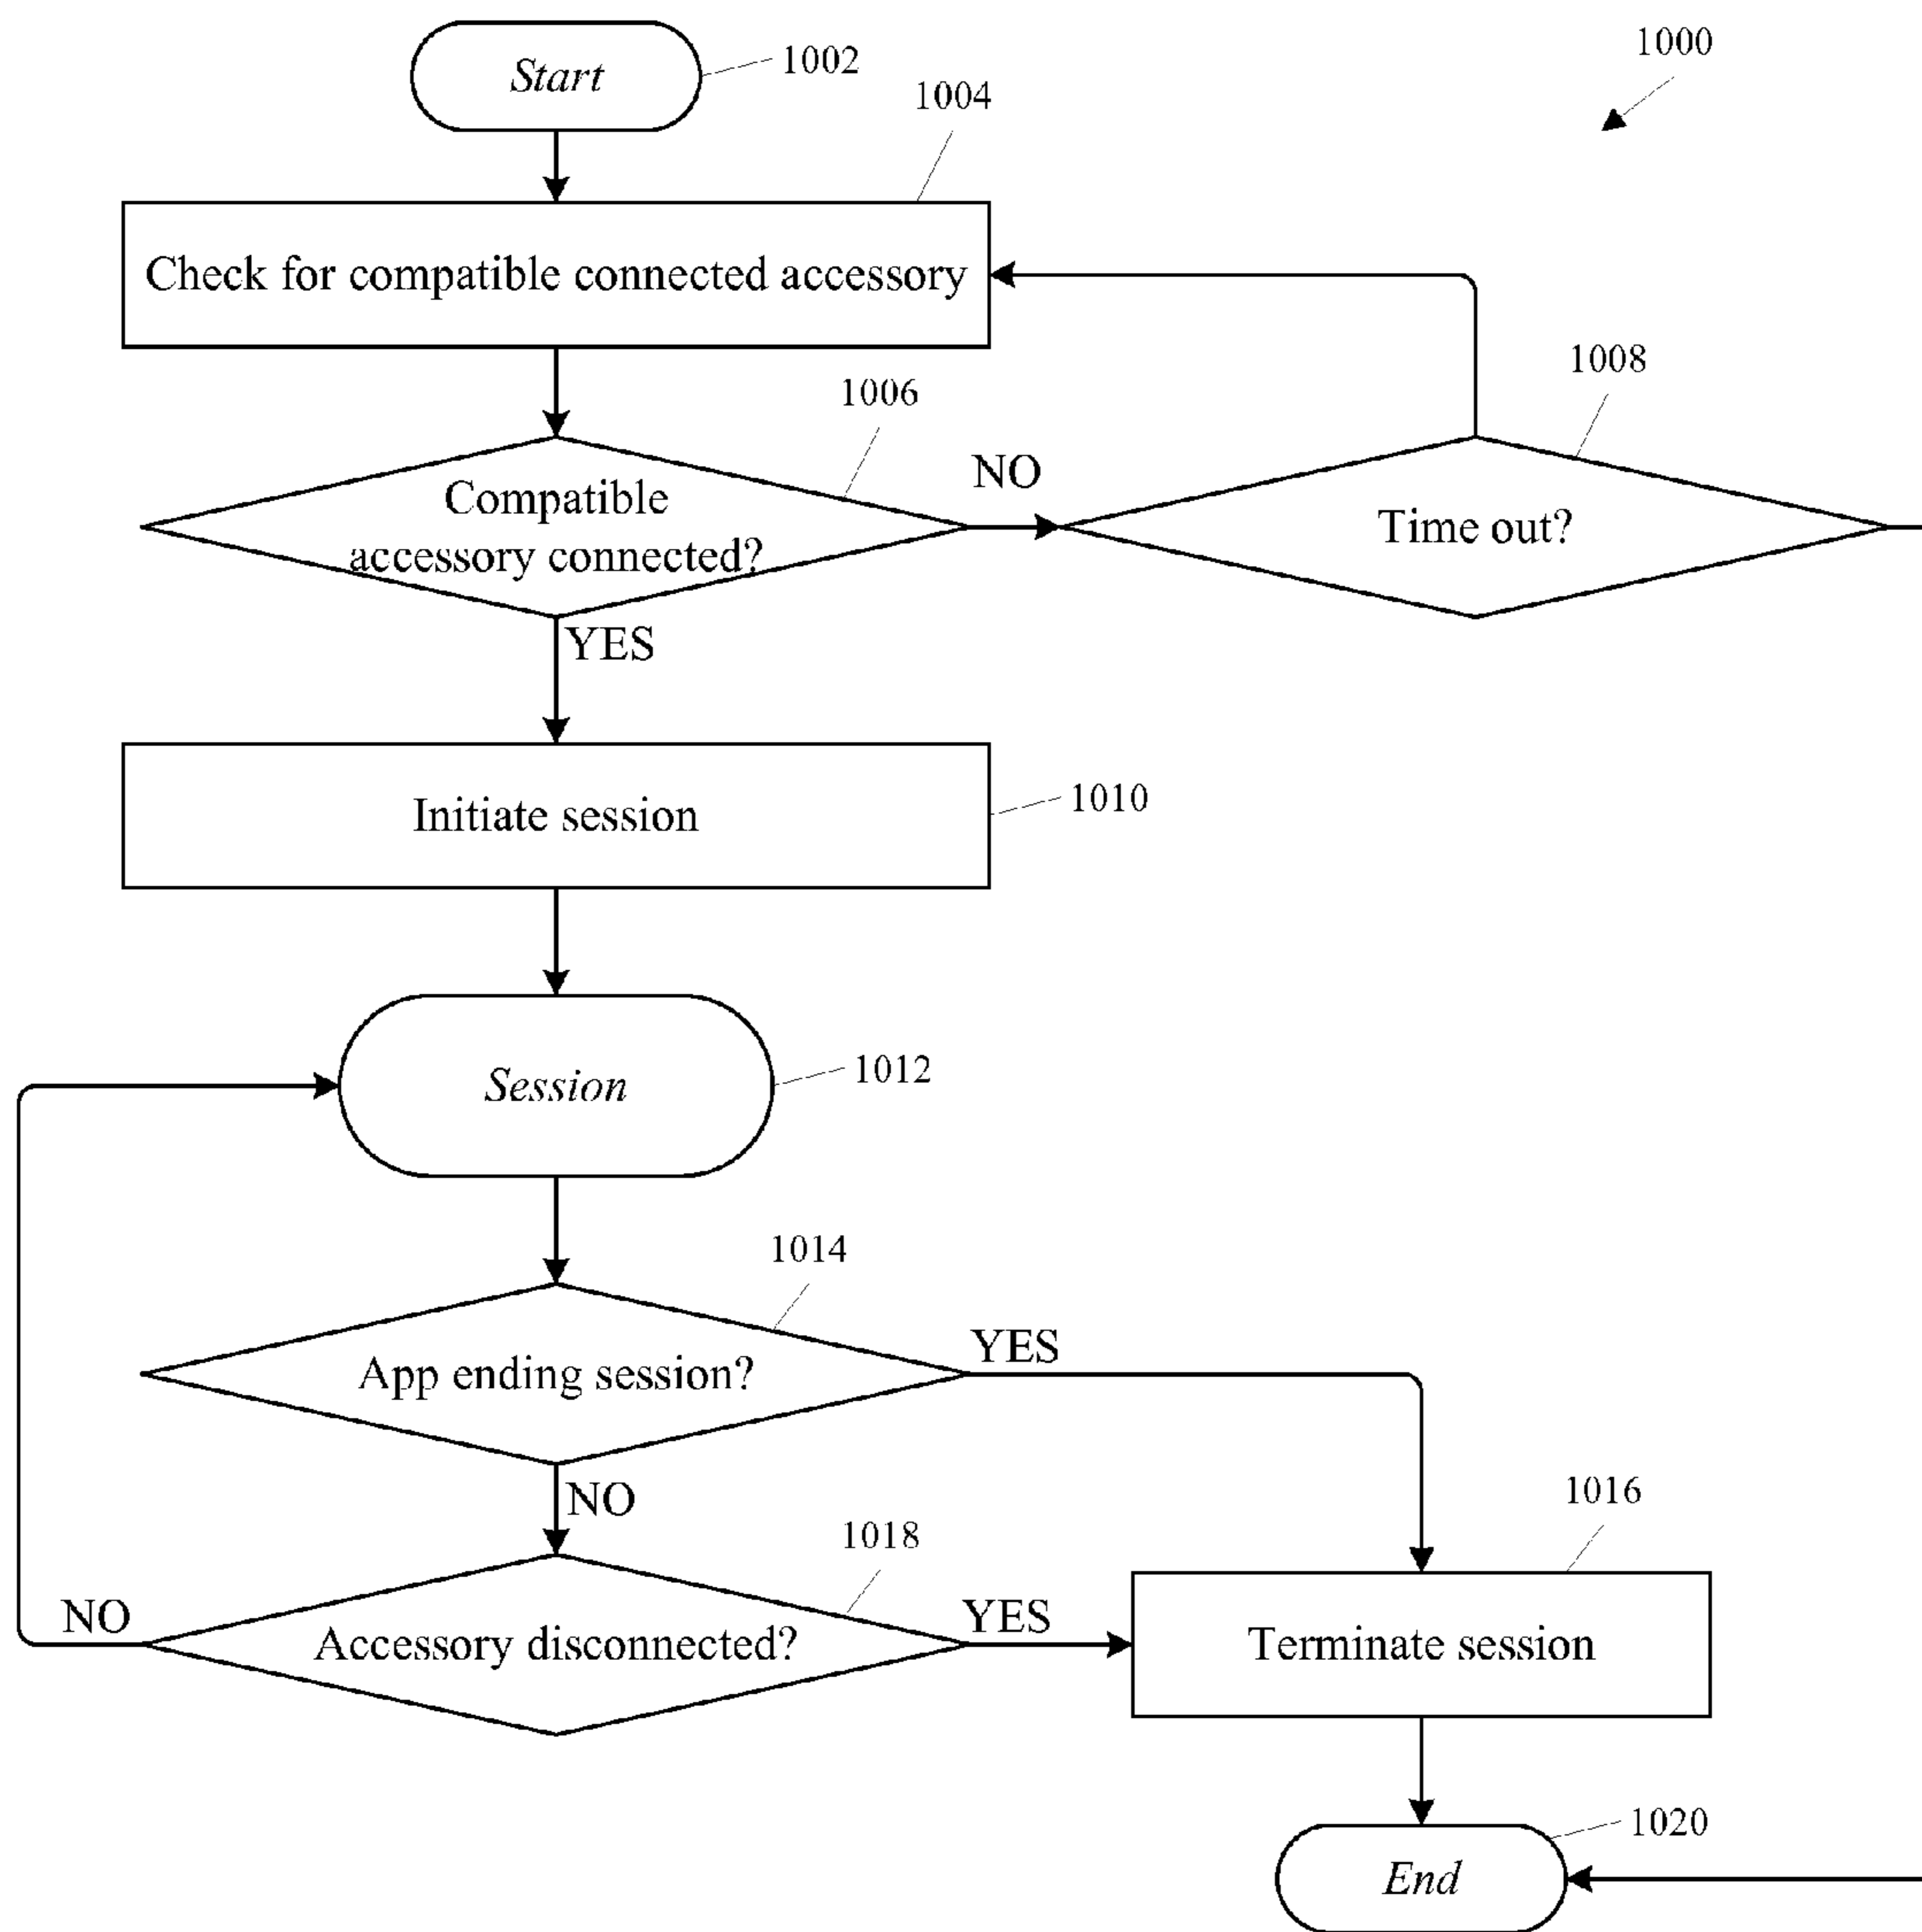 Start
1002
1000
1004
Check for compatible connected accessory
1006
1008
Compatible
accessory connected?
NO
Time out?
YES
Initiate session
1010
Session
1012
1014
App ending session?
YES
NO
1016
1018
NO
Accessory disconnected?
YES
Terminate session
1020
End